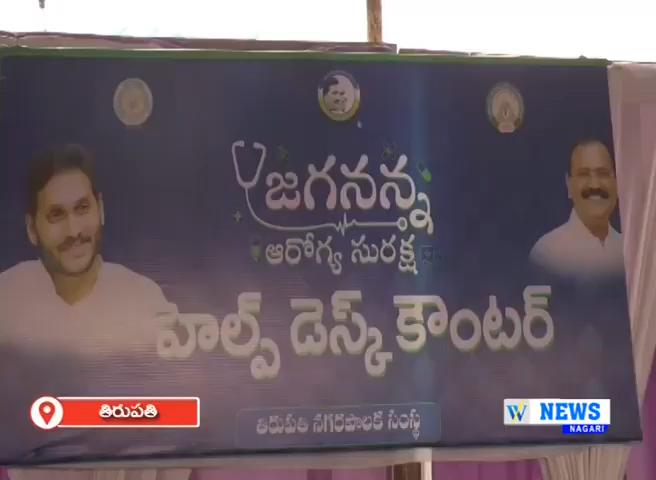 జగనన్న
ఆరోగ్య సురక్ష
హెల్ప్ డెస్క్ కౌంటర్
తిరుపతి నగరపాలక సంస్థ
తిరుపతి
W NEWS
NAGARI